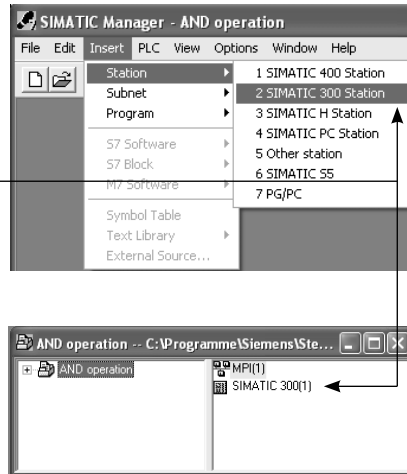 SIMATIC Manager - AND operation
File Edit Insert PLC View Options Window Help
Station
Subnet
Program
S7 Software
S7 Block
M7 Software
Symbol Table
Text Library
External Source...
1 SIMATIC 400 Station
2 SIMATIC 300 Station
3 SIMATIC H Station
4 SIMATIC PC Station
5 Other station
6 SIMATIC S5
7 PG/PC
AND operation -- C:\Programme\Siemens\Ste...
AND operation
MPI(1)
SIMATIC 300(1)